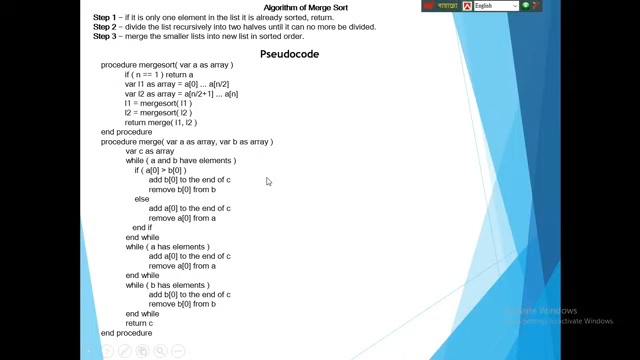 Algorithm of Merge Sort
Step 1 – if it is only one element in the list it is already sorted, return.
Step 2 – divide the list recursively into two halves until it can no more be divided.
Step 3 – merge the smaller lists into new list in sorted order.
English
Pseudocode
procedure mergesort( var a as array )
if ( n == 1 ) return a
var l1 as array = a[0] ... a[n/2]
var l2 as array = a[n/2+1] ... a[n]
l1 = mergesort( l1 )
l2 = mergesort( l2 )
return merge( l1, l2 )
end procedure
procedure merge( var a as array, var b as array )
var c as array
while ( a and b have elements )
if ( a[0] > b[0] )
add b[0] to the end of c
remove b[0] from b
else
add a[0] to the end of c
remove a[0] from a
end if
end while
while ( a has elements )
add a[0] to the end of c
remove a[0] from a
end while
while ( b has elements )
add b[0] to the end of c
remove b[0] from b
end while
return c
end procedure
Activate Windows
to activate Windows.